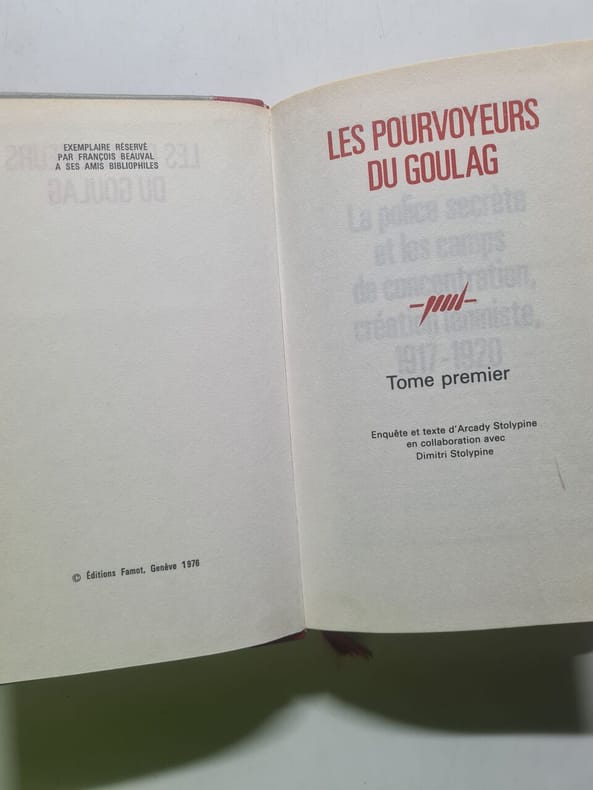 EXEMPLAIRE RÉSERVÉ
PAR FRANÇOIS BEAUVAL
A SES AMIS BIBLIOPHILES
© Éditions Famot, Genève 1976
LES POURVOYEURS
DU GOULAG
La police secrète
et les camps
de concentration,
création léniniste,
1917-1920
Tome premier
Enquête et texte d'Arcady Stolypine
en collaboration avec
Dimitri Stolypine